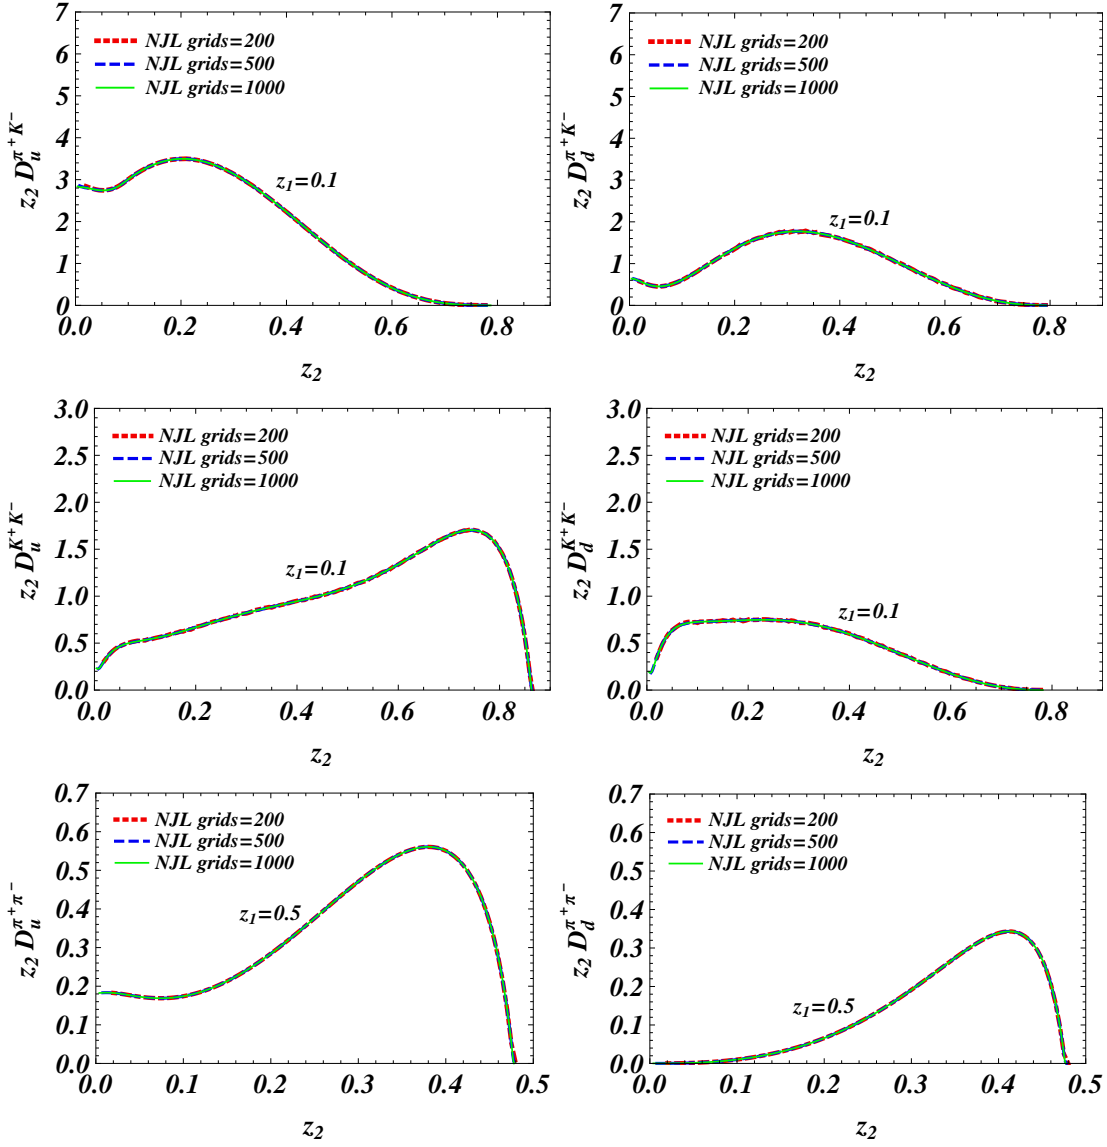 NJL grids=200
NJL grids=500
NJL grids=1000
z₁=0.1
z₂ D_u^{π⁺K⁻}
7
6
5
4
3
2
1
0
0.0 0.2 0.4 0.6 0.8
z₂
NJL grids=200
NJL grids=500
NJL grids=1000
z₁=0.1
z₂ D_d^{π⁺K⁻}
7
6
5
4
3
2
1
0
0.0 0.2 0.4 0.6 0.8
z₂
NJL grids=200
NJL grids=500
NJL grids=1000
z₁=0.1
z₂ D_u^{K⁺K⁻}
3.0
2.5
2.0
1.5
1.0
0.5
0.0
0.0 0.2 0.4 0.6 0.8
z₂
NJL grids=200
NJL grids=500
NJL grids=1000
z₁=0.1
z₂ D_d^{K⁺K⁻}
3.0
2.5
2.0
1.5
1.0
0.5
0.0
0.0 0.2 0.4 0.6 0.8
z₂
NJL grids=200
NJL grids=500
NJL grids=1000
z₁=0.5
z₂ D_u^{π⁺π⁻}
0.7
0.6
0.5
0.4
0.3
0.2
0.1
0.0
0.0 0.1 0.2 0.3 0.4 0.5
z₂
NJL grids=200
NJL grids=500
NJL grids=1000
z₁=0.5
z₂ D_d^{π⁺π⁻}
0.7
0.6
0.5
0.4
0.3
0.2
0.1
0.0
0.0 0.1 0.2 0.3 0.4 0.5
z₂